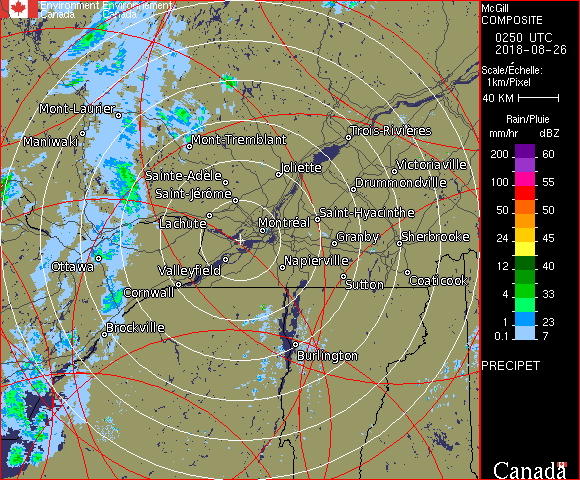 Environment Environnement
Canada Canada
McGill
COMPOSITE
0250 UTC
2018-08-26
Scale/Échelle:
1km/Pixel
40 KM
Rain/Pluie
mm/hr dBZ
200 60
100 55
50 50
24 45
12 40
8 33
4 30
1 23
0.1 7
PRECIPET
Canada
Mont-Laurier
Maniwaki
Mont-Tremblant
Trois-Rivières
Joliette
Victoriaville
Sainte-Adèle
Drummondville
Saint-Jérôme
Lachute
Saint-Hyacinthe
Montréal
Granby
Sherbrooke
Ottawa
Valleyfield
Napierville
Coaticook
Sutton
Cornwall
Brockville
Burlington